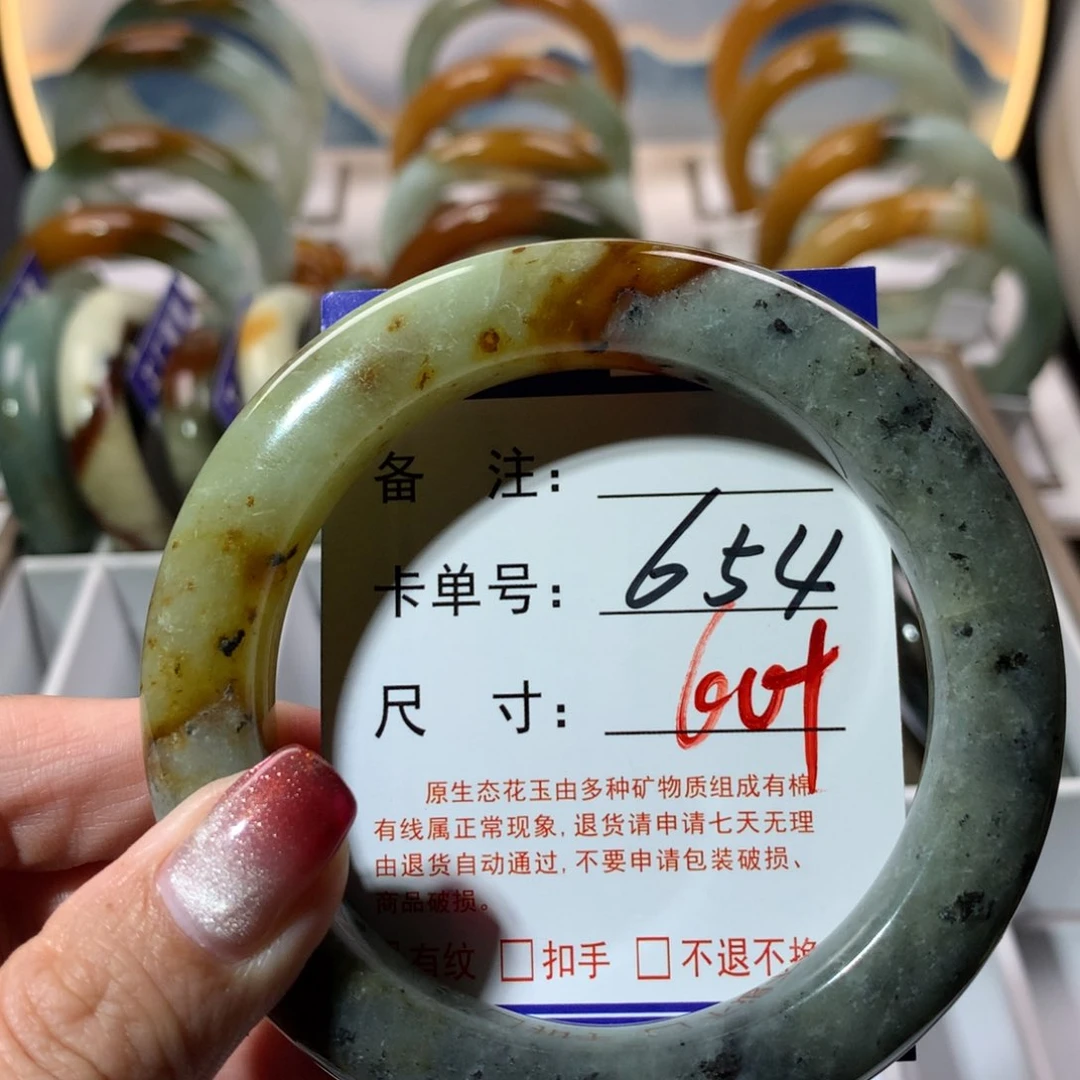 备 注：
卡单号：654
尺 寸：60+
原生态花玉由多种矿物质组成有棉
有线属正常现象，退货请申请七天无理
由退货自动通过，不要申请包装破损、
商品破损。
有纹 □扣手 □不退不换